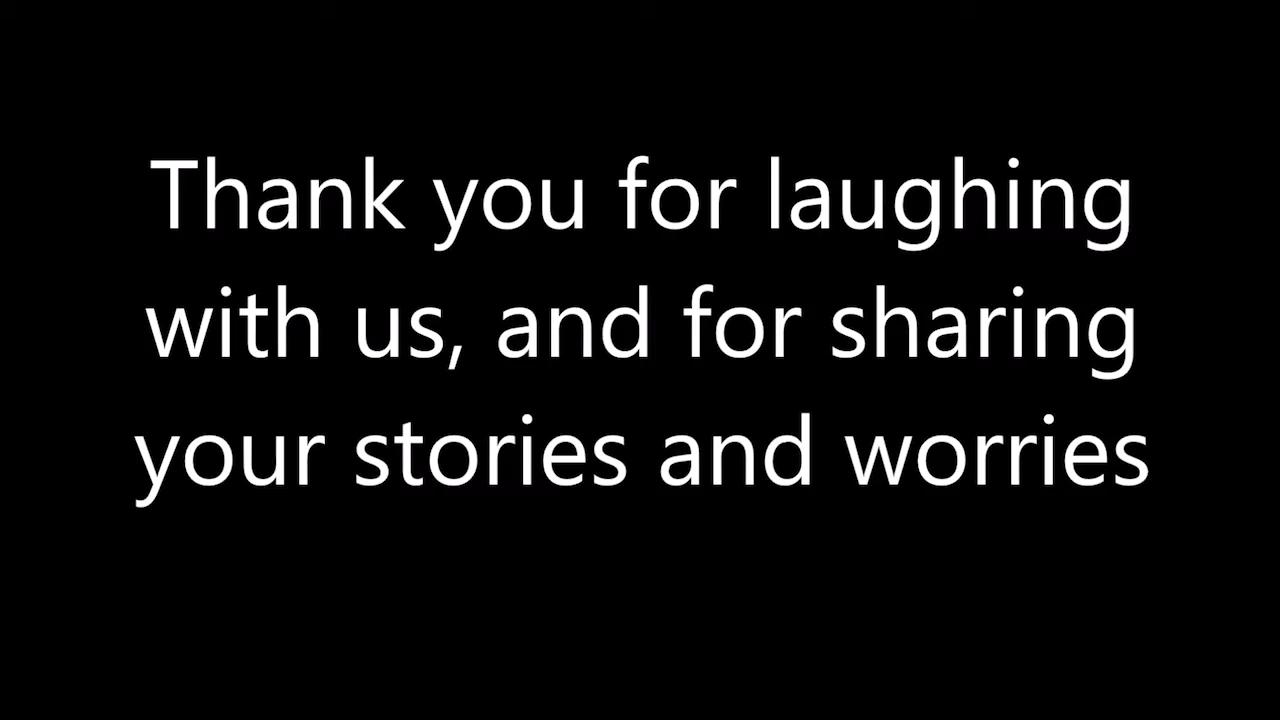 Thank you for laughing
with us, and for sharing
your stories and worries